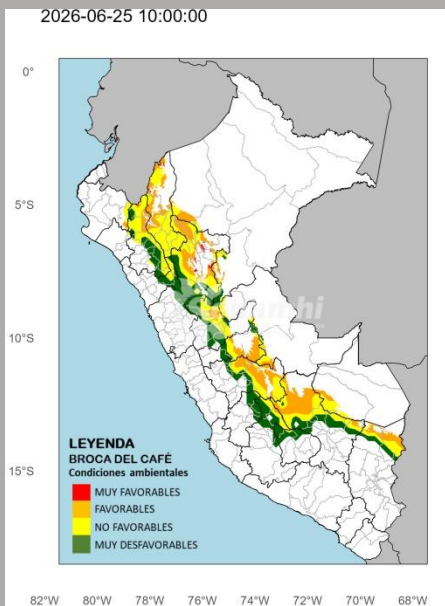 2026-06-25 10:00:00
0°
5°S
10°S
15°S
senamhi
LEYENDA
BROCA DEL CAFÉ
Condiciones ambientales
MUY FAVORABLES
FAVORABLES
NO FAVORABLES
MUY DESFAVORABLES
82°W 80°W 78°W 76°W 74°W 72°W 70°W 68°W